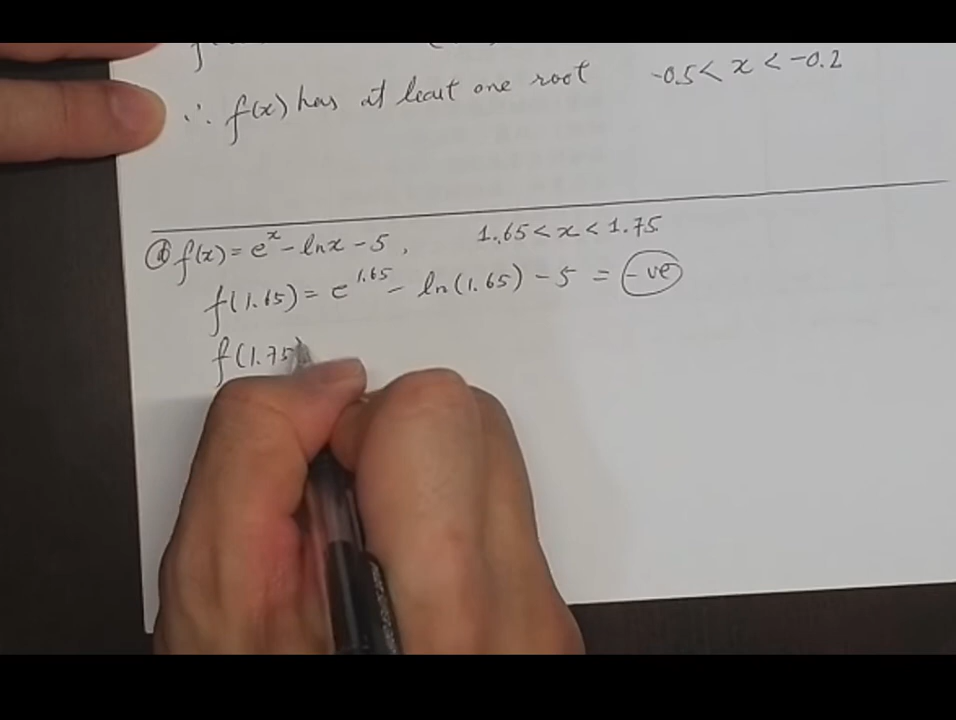 ∴ f(x) has at least one root -0.5 < x < -0.2
ⓓ f(x) = e^x - ln x - 5 , 1.65 < x < 1.75
f(1.65) = e^1.65 - ln(1.65) - 5 = -ve
f(1.75)